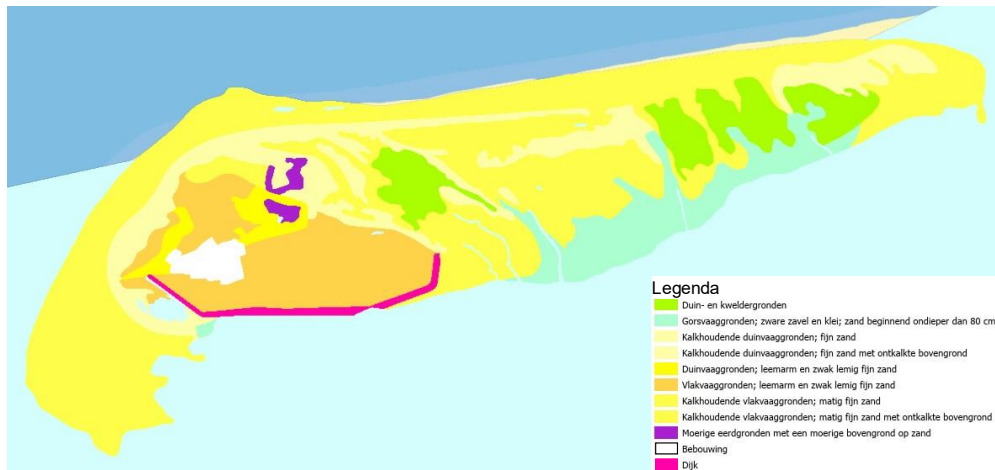 Legenda
Duin- en kweldergronden
Gorsvaaggronden; zware zavel en klei; zand beginnend ondieper dan 80 cm
Kalkhoudende duinvaaggronden; fijn zand
Kalkhoudende duinvaaggronden; fijn zand met ontkalkte bovengrond
Duinvaaggronden; leemarm en zwak lemig fijn zand
Vlakvaaggronden; leemarm en zwak lemig fijn zand
Kalkhoudende vlakvaaggronden; matig fijn zand
Kalkhoudende vlakvaaggronden; matig fijn zand met ontkalkte bovengrond
Moerige eerdgronden met een moerige bovengrond op zand
Bebouwing
Dijk